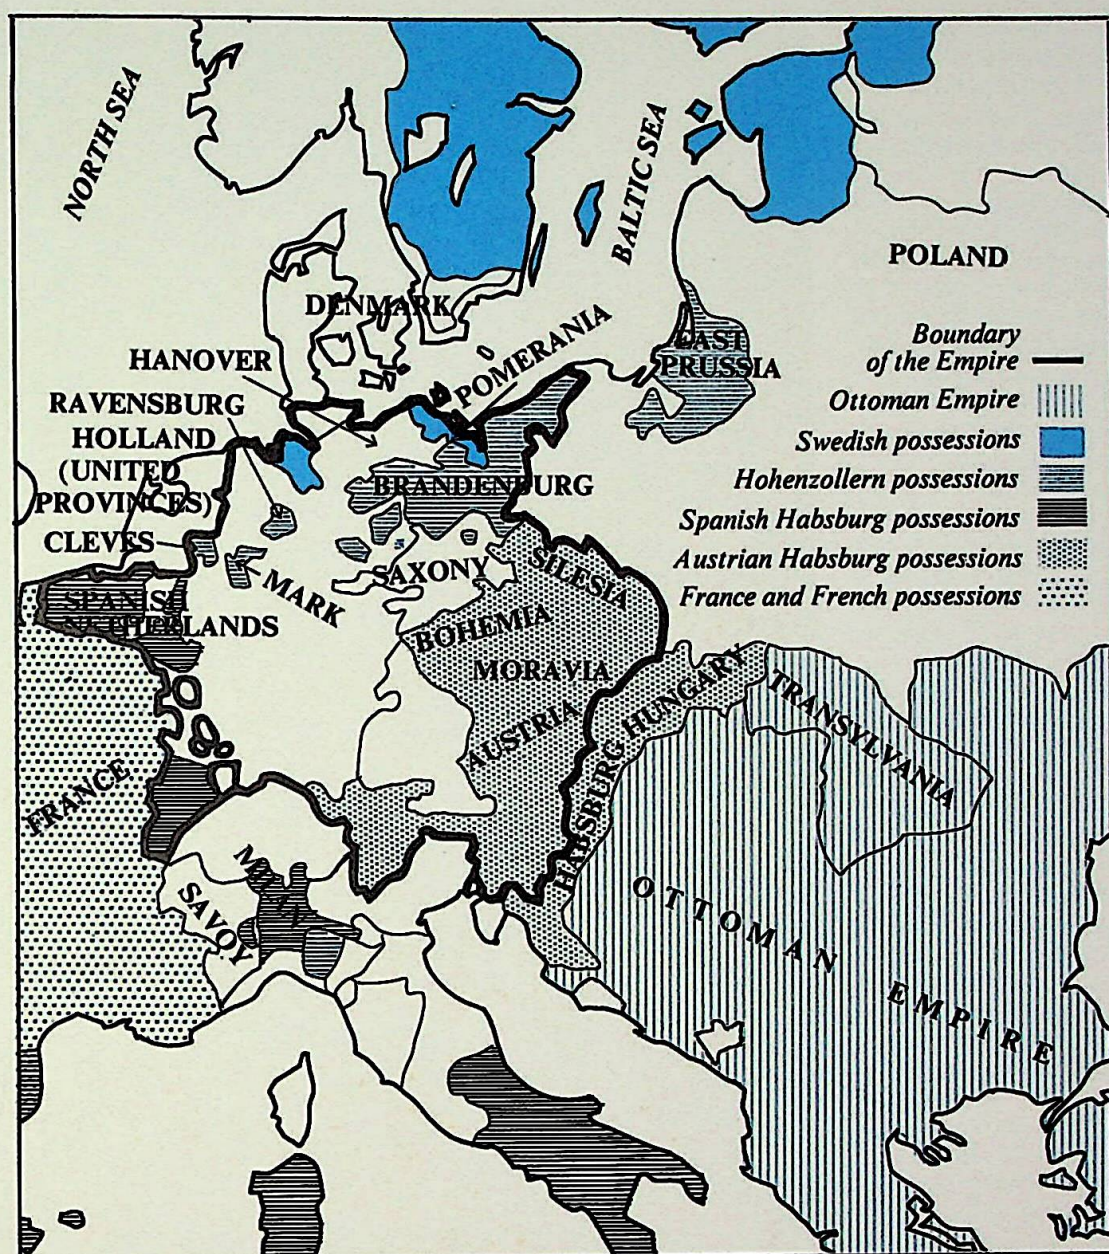 NORTH SEA
BALTIC SEA
POLAND
DENMARK
HANOVER
POMERANIA
EAST
PRUSSIA
RAVENSBURG
HOLLAND
(UNITED
PROVINCES)
BRANDENBURG
CLEVES
MARK
SAXONY
SILESIA
SPANISH
NETHERLANDS
BOHEMIA
MORAVIA
AUSTRIA
HABSBURG HUNGARY
TRANSYLVANIA
FRANCE
MILAN
SAVOY
OTTOMAN EMPIRE
Boundary
of the Empire
Ottoman Empire
Swedish possessions
Hohenzollern possessions
Spanish Habsburg possessions
Austrian Habsburg possessions
France and French possessions